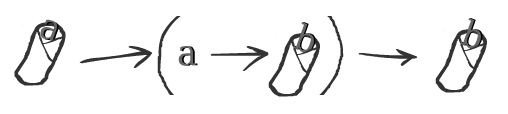 a → (a → b) → b